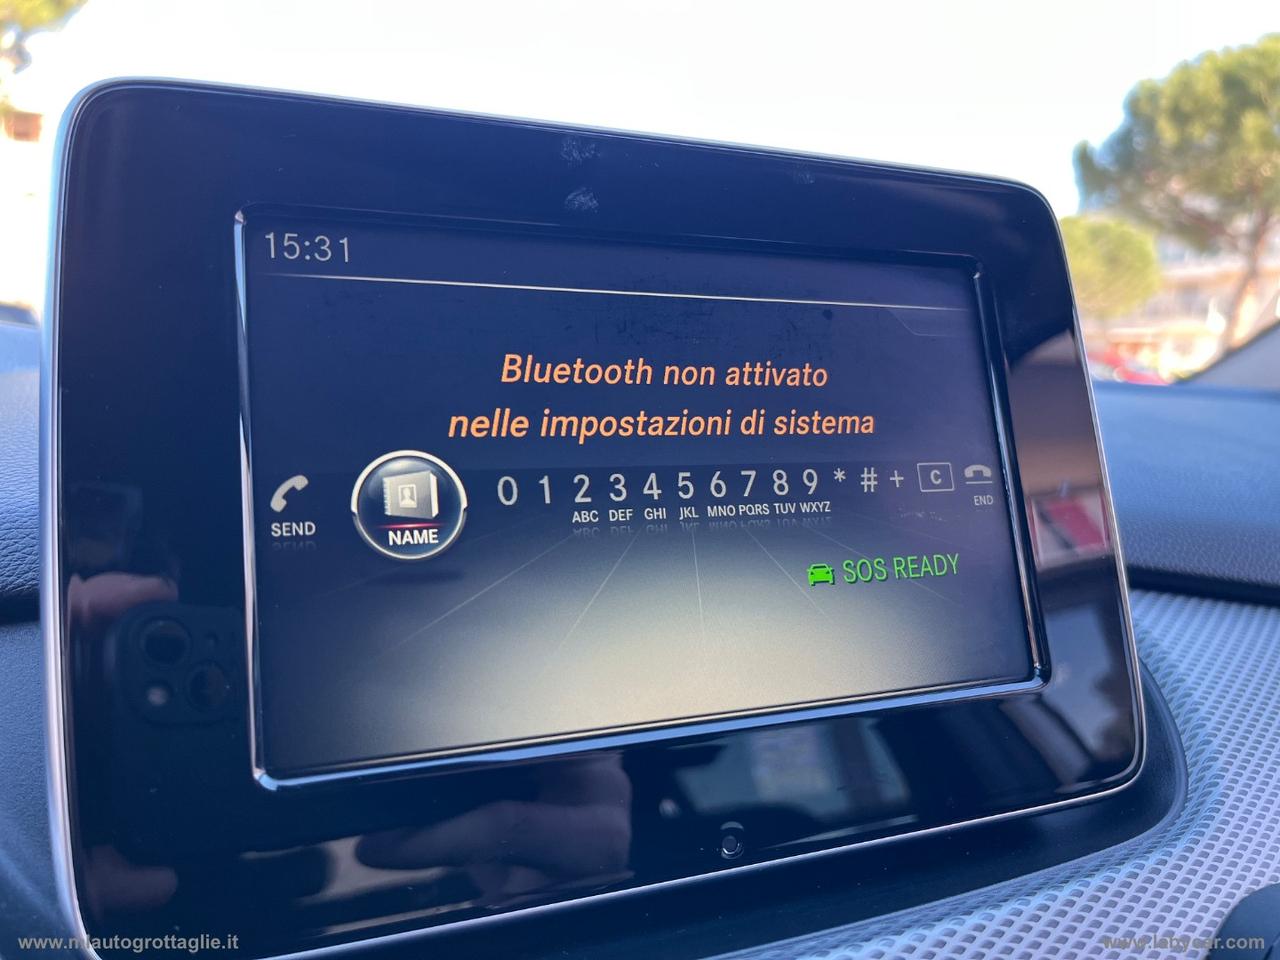 15:31
Bluetooth non attivato
nelle impostazioni di sistema
SEND
NAME
0 1 2 3 4 5 6 7 8 9 * # + C
ABC DEF GHI JKL MNO PQRS TUV WXYZ
END
SOS READY
www.mlautogrottaglie.it
www.labycar.com